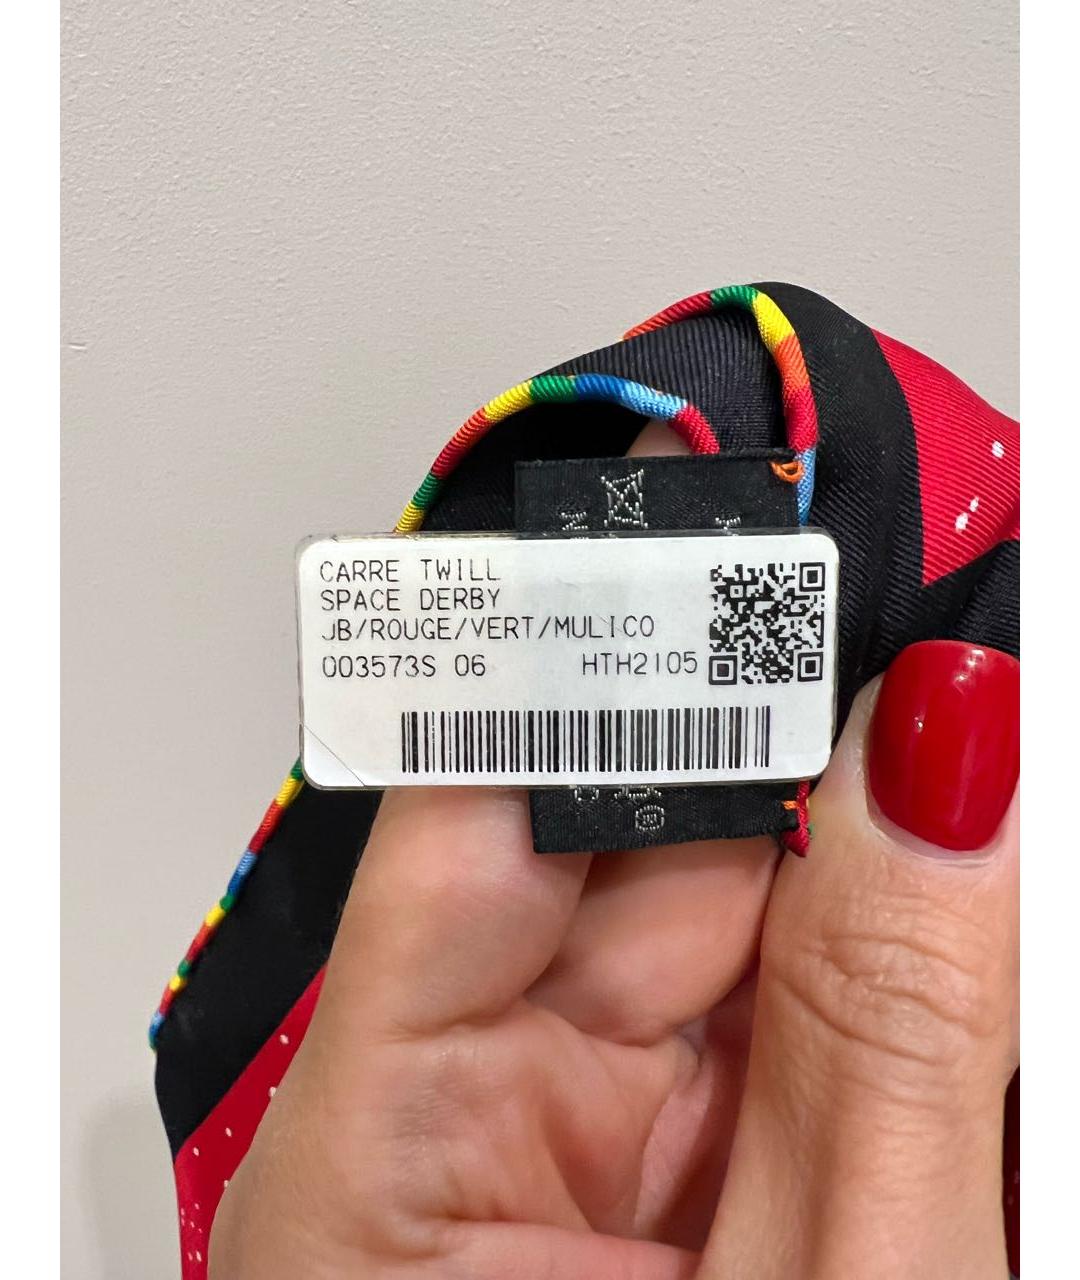 CARRE TWILL
SPACE DERBY
JB/ROUGE/VERT/MULICO
003573S 06 HTH2105